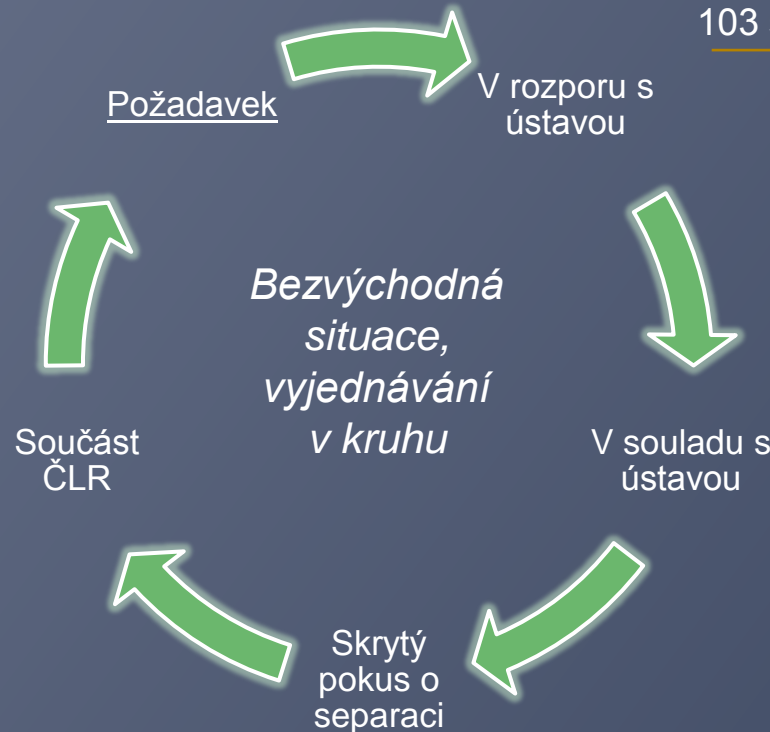 103
Požadavek
V rozporu s
ústavou
Bezvýchodná
situace,
vyjednávání
v kruhu
V souladu s
ústavou
Součást
ČLR
Skrytý
pokus o
separaci